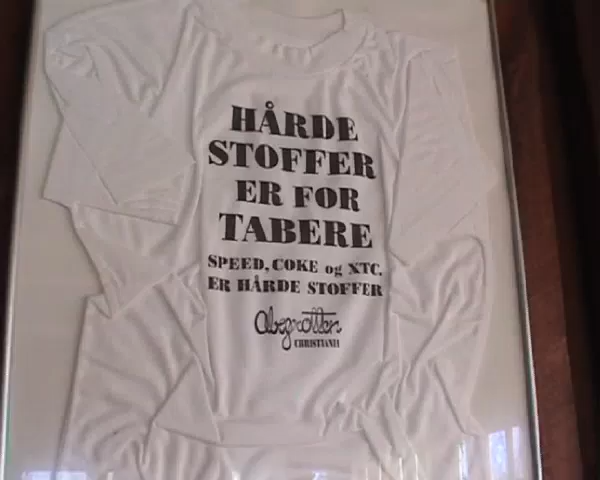 HÅRDE
STOFFER
ER FOR
TABERE
SPEED, COKE og XTC.
ER HÅRDE STOFFER
Abegrotten
CHRISTIANIA